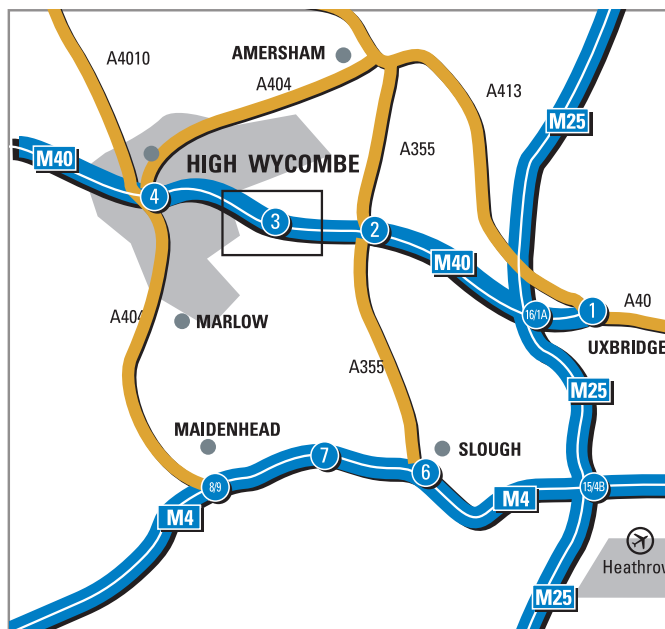 A4010
AMERSHAM
A404
A413
M25
M40
A355
HIGH WYCOMBE
4
3
2
M40
A404
MARLOW
16/1A
1
A40
UXBRIDGE
A355
M25
MAIDENHEAD
SLOUGH
7
6
8/9
M4
M4
15/4B
Heathrow
M25